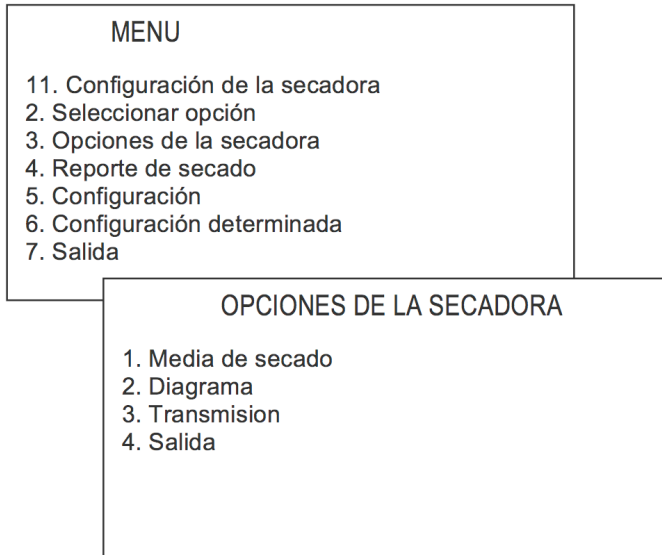 MENU
11. Configuración de la secadora
2. Seleccionar opción
3. Opciones de la secadora
4. Reporte de secado
5. Configuración
6. Configuración determinada
7. Salida
OPCIONES DE LA SECADORA
1. Media de secado
2. Diagrama
3. Transmision
4. Salida